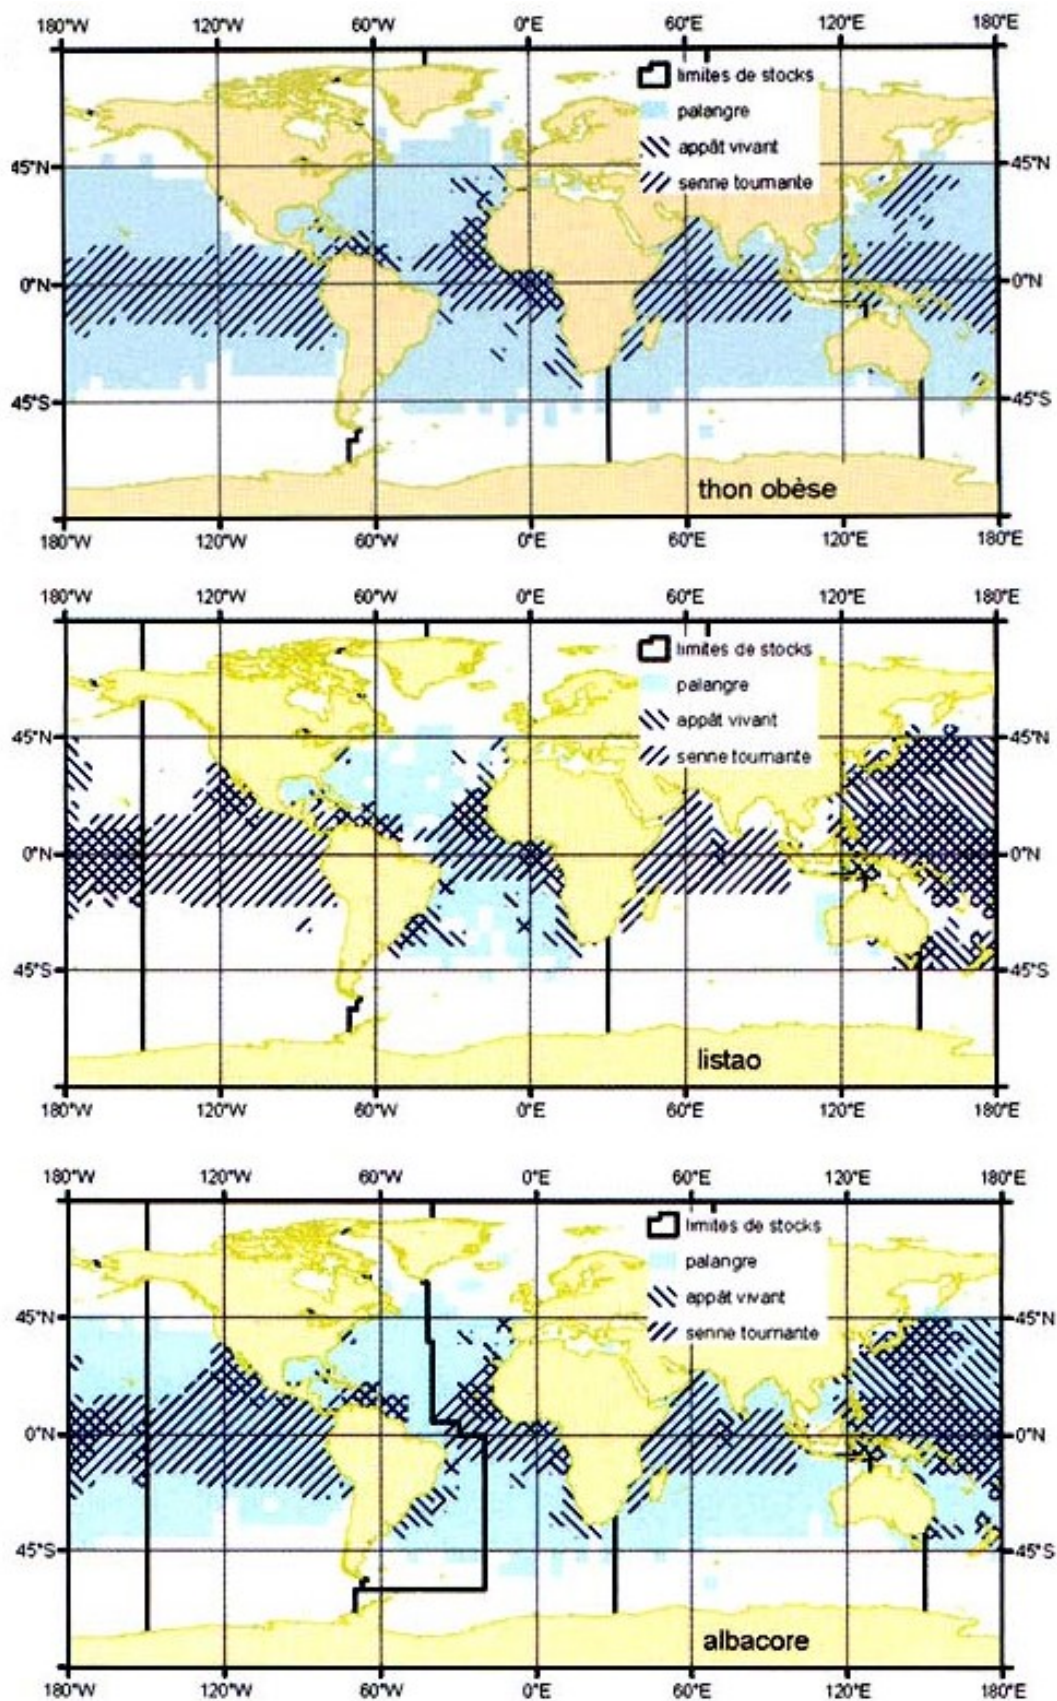 180°W 120°W 60°W 0°E 60°E 120°E 180°E
limites de stocks
palangre
45°N 45°N
appât vivant
senne tournante
0°N 0°N
45°S 45°S
thon obèse
180°W 120°W 60°W 0°E 60°E 120°E 180°E
180°W 120°W 60°W 0°E 60°E 120°E 180°E
limites de stocks
palangre
45°N 45°N
appât vivant
senne tournante
0°N 0°N
45°S 45°S
listao
180°W 120°W 60°W 0°E 60°E 120°E 180°E
180°W 120°W 60°W 0°E 60°E 120°E 180°E
limites de stocks
palangre
appât vivant
45°N 45°N
senne tournante
0°N 0°N
45°S 45°S
albacore
180°W 120°W 60°W 0°E 60°E 120°E 180°E